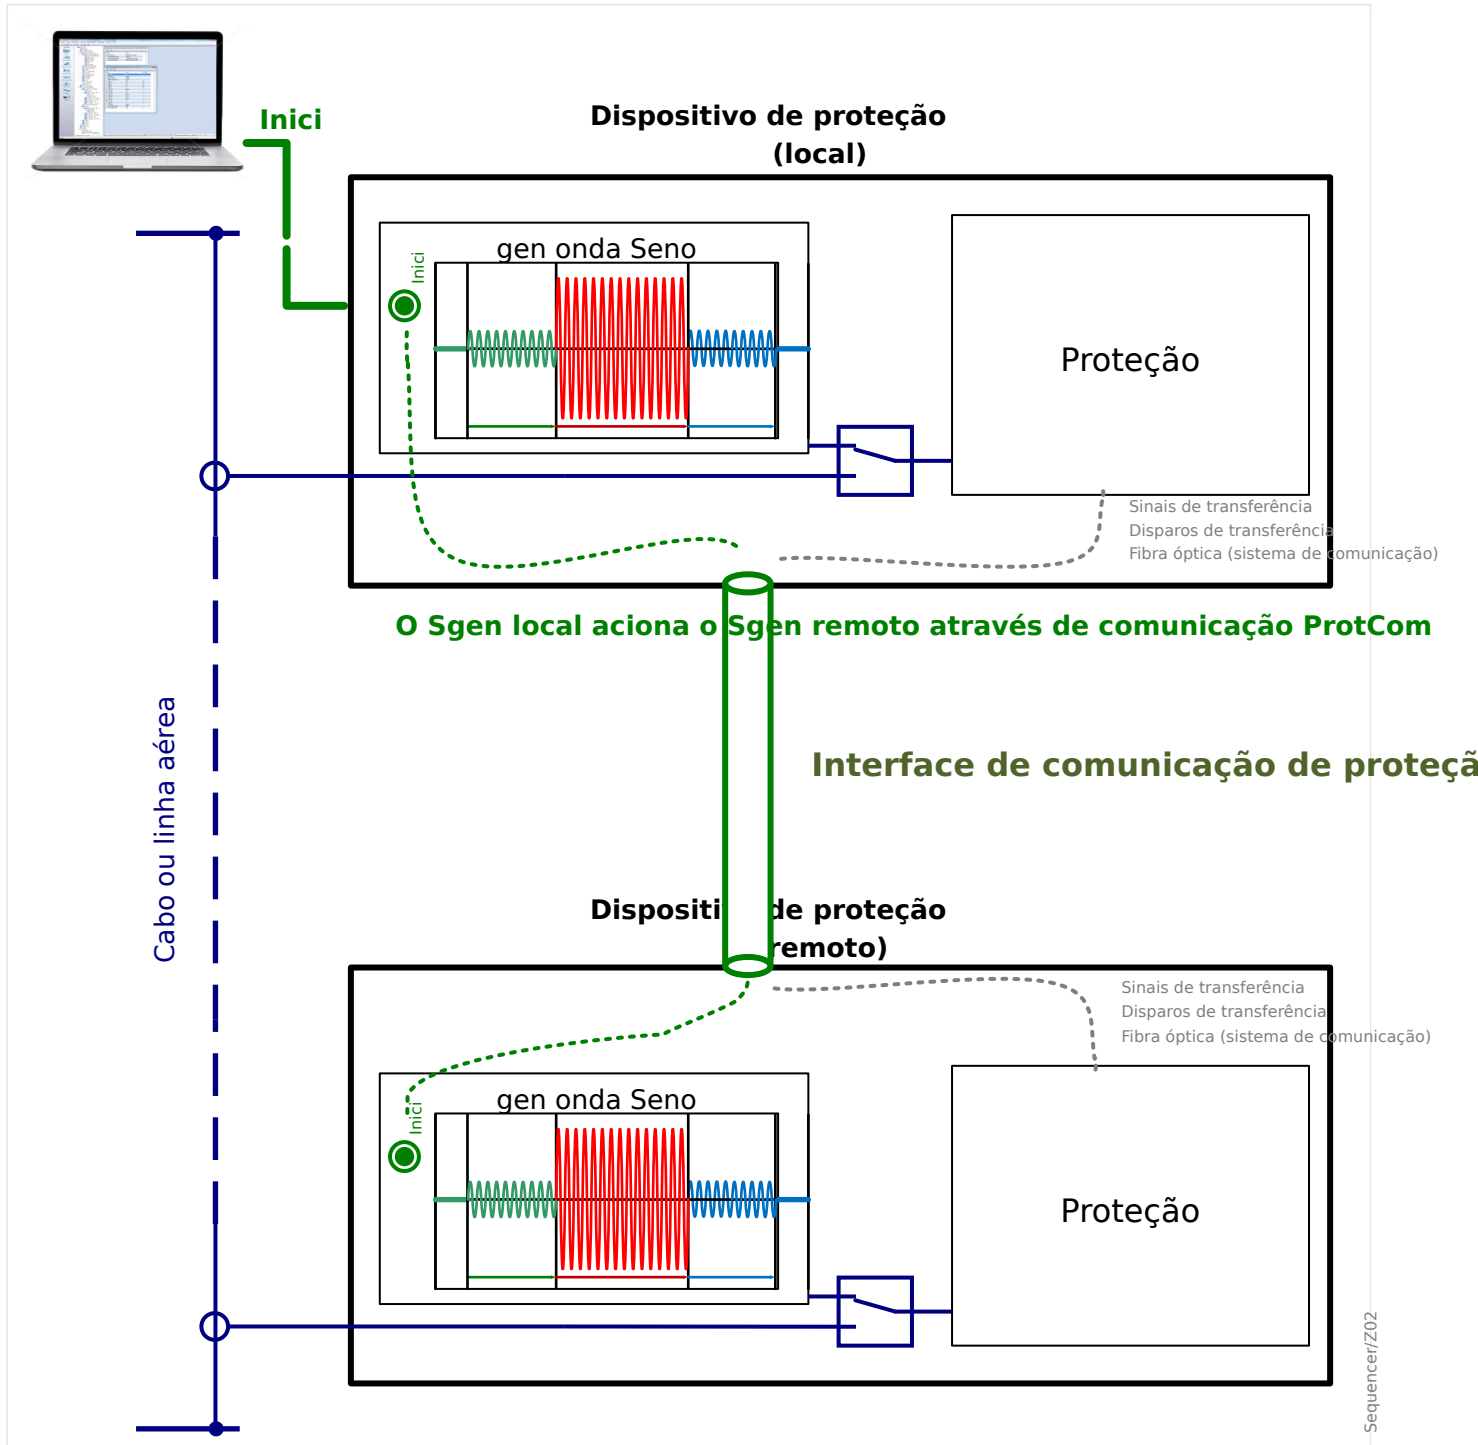 Inici
Dispositivo de proteção
(local)
gen onda Seno
Inici
Proteção
Sinais de transferência
Disparos de transferência
Fibra óptica (sistema de comunicação)
O Sgen local aciona o Sgen remoto através de comunicação ProtCom
Cabo ou linha aérea
Interface de comunicação de proteçã
Dispositi de proteção
remoto)
Sinais de transferência
Disparos de transferência
Fibra óptica (sistema de comunicação)
gen onda Seno
Inici
Proteção
Sequencer/Z02